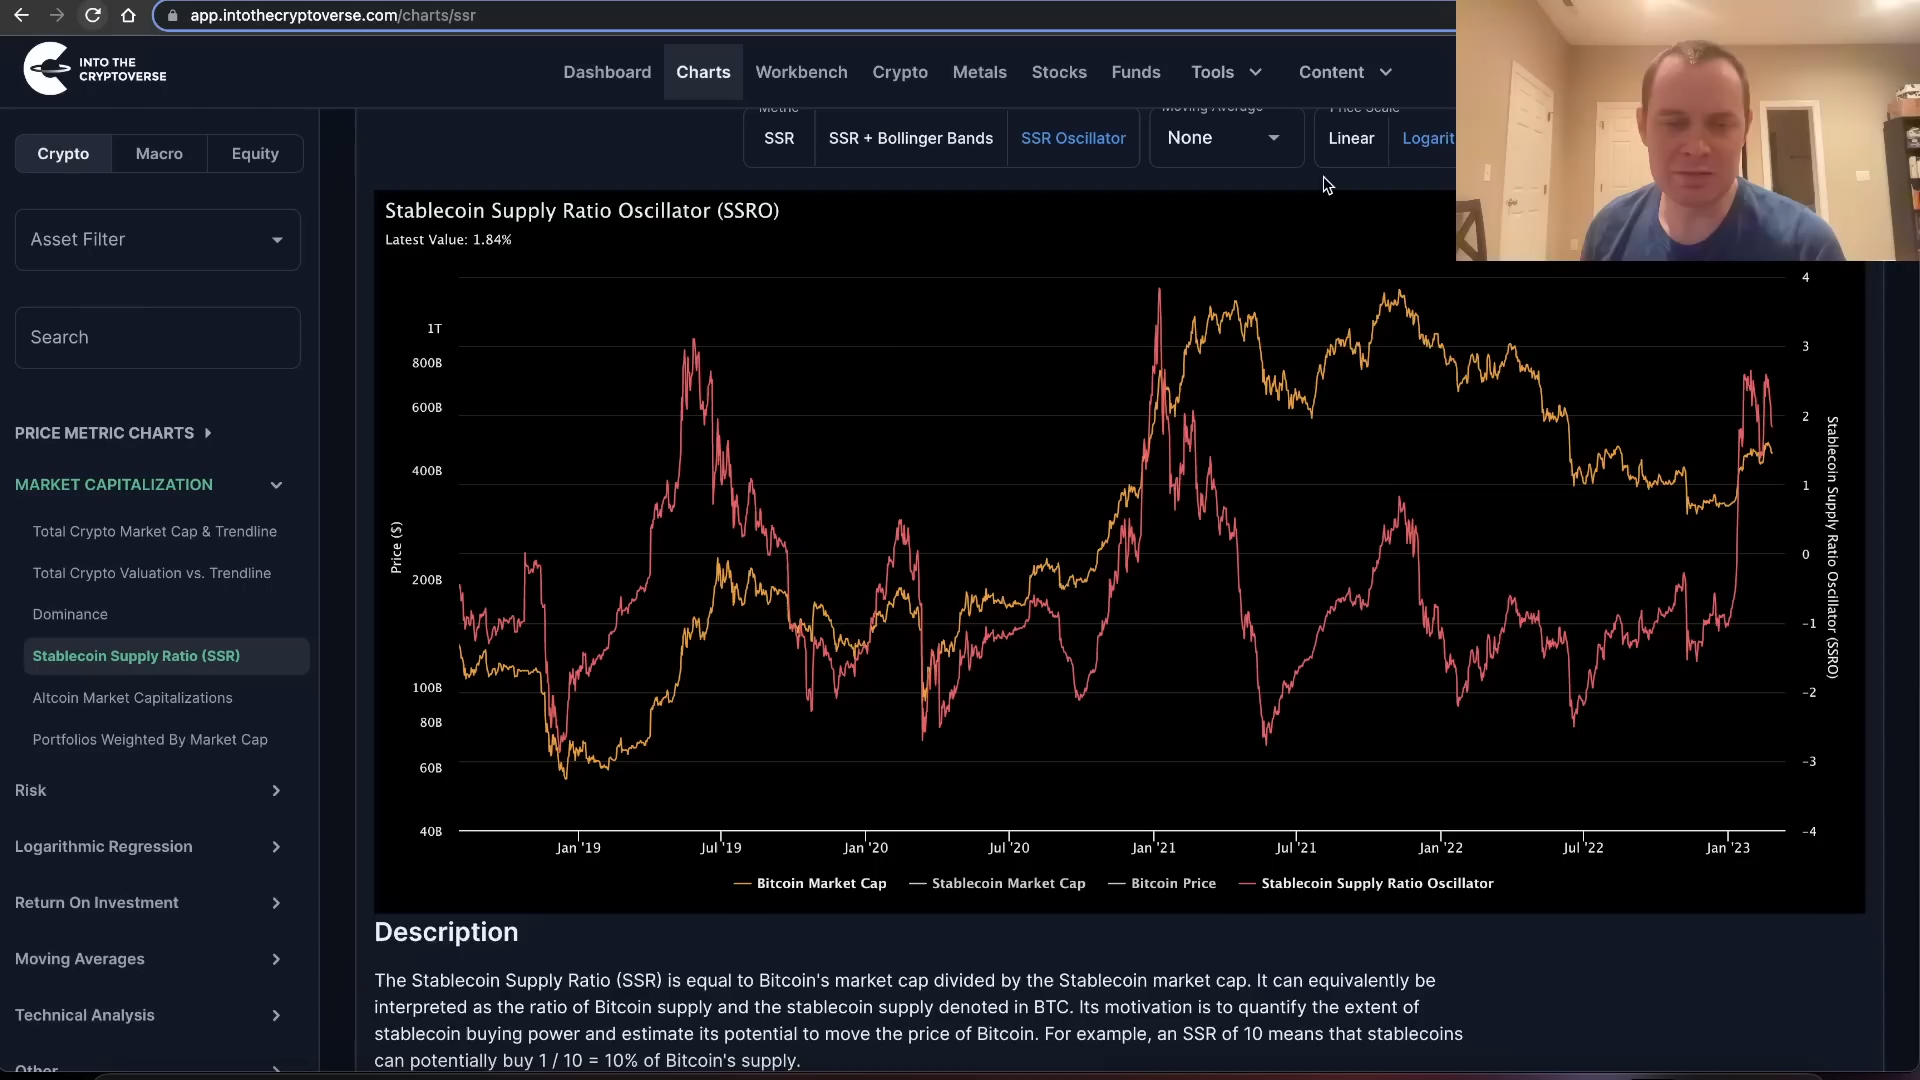 app.intothecryptoverse.com/charts/ssr
INTO THE
CRYPTOVERSE
Dashboard
Charts
Workbench
Crypto
Metals
Stocks
Funds
Tools
Content
Crypto
Macro
Equity
Asset Filter
Search
PRICE METRIC CHARTS
MARKET CAPITALIZATION
Total Crypto Market Cap & Trendline
Total Crypto Valuation vs. Trendline
Dominance
Stablecoin Supply Ratio (SSR)
Altcoin Market Capitalizations
Portfolios Weighted By Market Cap
Risk
Logarithmic Regression
Return On Investment
Moving Averages
Technical Analysis
Other
Metric
SSR
SSR + Bollinger Bands
SSR Oscillator
Moving Average
None
Price Scale
Linear
Logarit
Stablecoin Supply Ratio Oscillator (SSRO)
Latest Value: 1.84%
Price ($)
1T
800B
600B
400B
200B
100B
80B
60B
40B
4
3
2
1
0
−1
−2
−3
−4
Stablecoin Supply Ratio Oscillator (SSRO)
Jan '19
Jul '19
Jan '20
Jul '20
Jan '21
Jul '21
Jan '22
Jul '22
Jan '23
Bitcoin Market Cap
Stablecoin Market Cap
Bitcoin Price
Stablecoin Supply Ratio Oscillator
Description
The Stablecoin Supply Ratio (SSR) is equal to Bitcoin's market cap divided by the Stablecoin market cap. It can equivalently be
interpreted as the ratio of Bitcoin supply and the stablecoin supply denoted in BTC. Its motivation is to quantify the extent of
stablecoin buying power and estimate its potential to move the price of Bitcoin. For example, an SSR of 10 means that stablecoins
can potentially buy 1 / 10 = 10% of Bitcoin's supply.